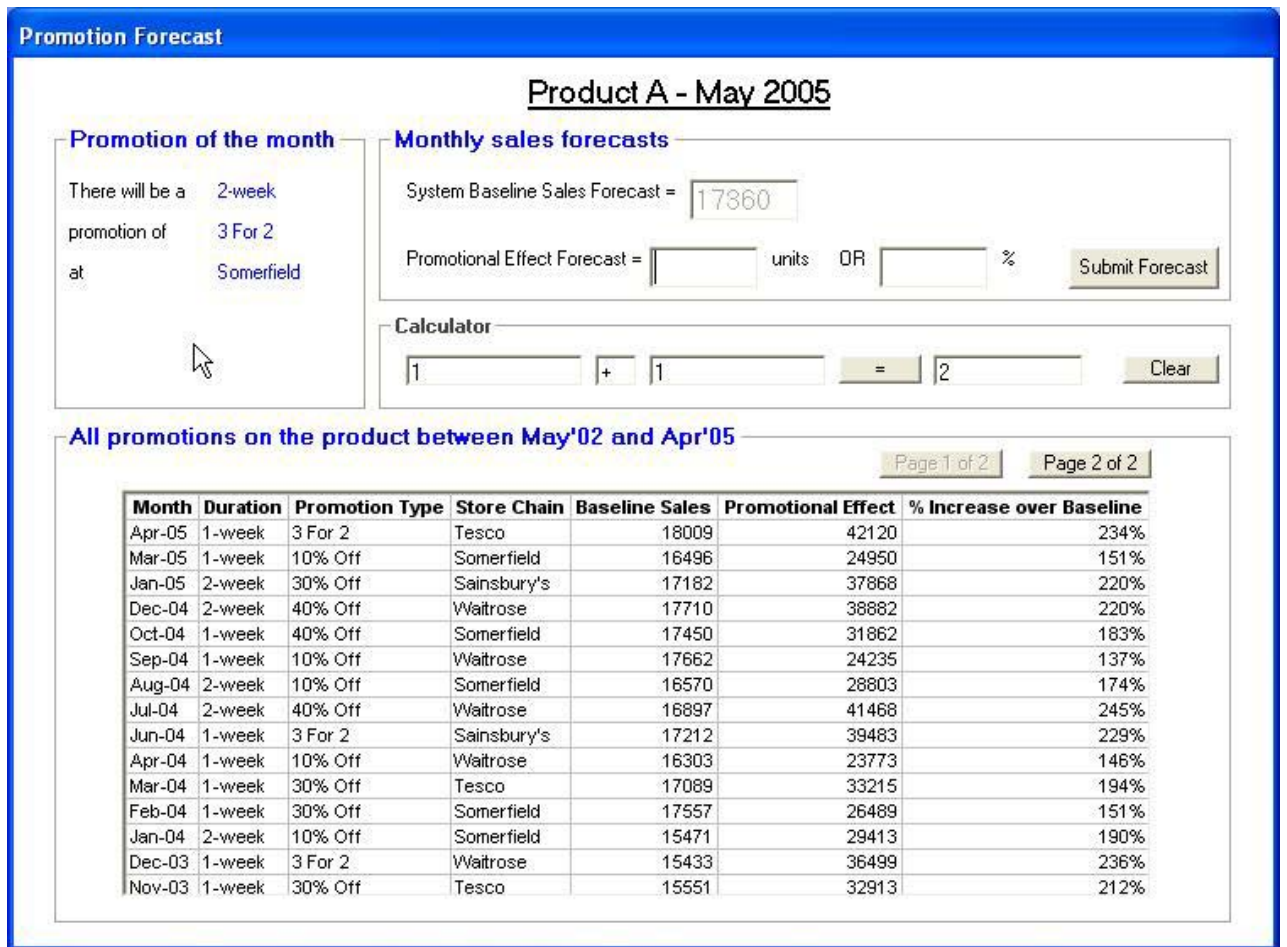 Promotion Forecast
Product A - May 2005
Promotion of the month
There will be a 2-week
promotion of 3 For 2
at Somerfield
Monthly sales forecasts
System Baseline Sales Forecast = 17360
Promotional Effect Forecast = units OR % Submit Forecast
Calculator
1 + 1 = 2 Clear
All promotions on the product between May'02 and Apr'05
Page 1 of 2 Page 2 of 2
Month Duration Promotion Type Store Chain Baseline Sales Promotional Effect % Increase over Baseline
Apr-05 1-week 3 For 2 Tesco 18009 42120 234%
Mar-05 1-week 10% Off Somerfield 16496 24950 151%
Jan-05 2-week 30% Off Sainsbury's 17182 37868 220%
Dec-04 2-week 40% Off Waitrose 17710 38882 220%
Oct-04 1-week 40% Off Somerfield 17450 31862 183%
Sep-04 1-week 10% Off Waitrose 17662 24235 137%
Aug-04 2-week 10% Off Somerfield 16570 28803 174%
Jul-04 2-week 40% Off Waitrose 16897 41468 245%
Jun-04 1-week 3 For 2 Sainsbury's 17212 39483 229%
Apr-04 1-week 10% Off Waitrose 16303 23773 146%
Mar-04 1-week 30% Off Tesco 17089 33215 194%
Feb-04 1-week 30% Off Somerfield 17557 26489 151%
Jan-04 2-week 10% Off Somerfield 15471 29413 190%
Dec-03 1-week 3 For 2 Waitrose 15433 36499 236%
Nov-03 1-week 30% Off Tesco 15551 32913 212%